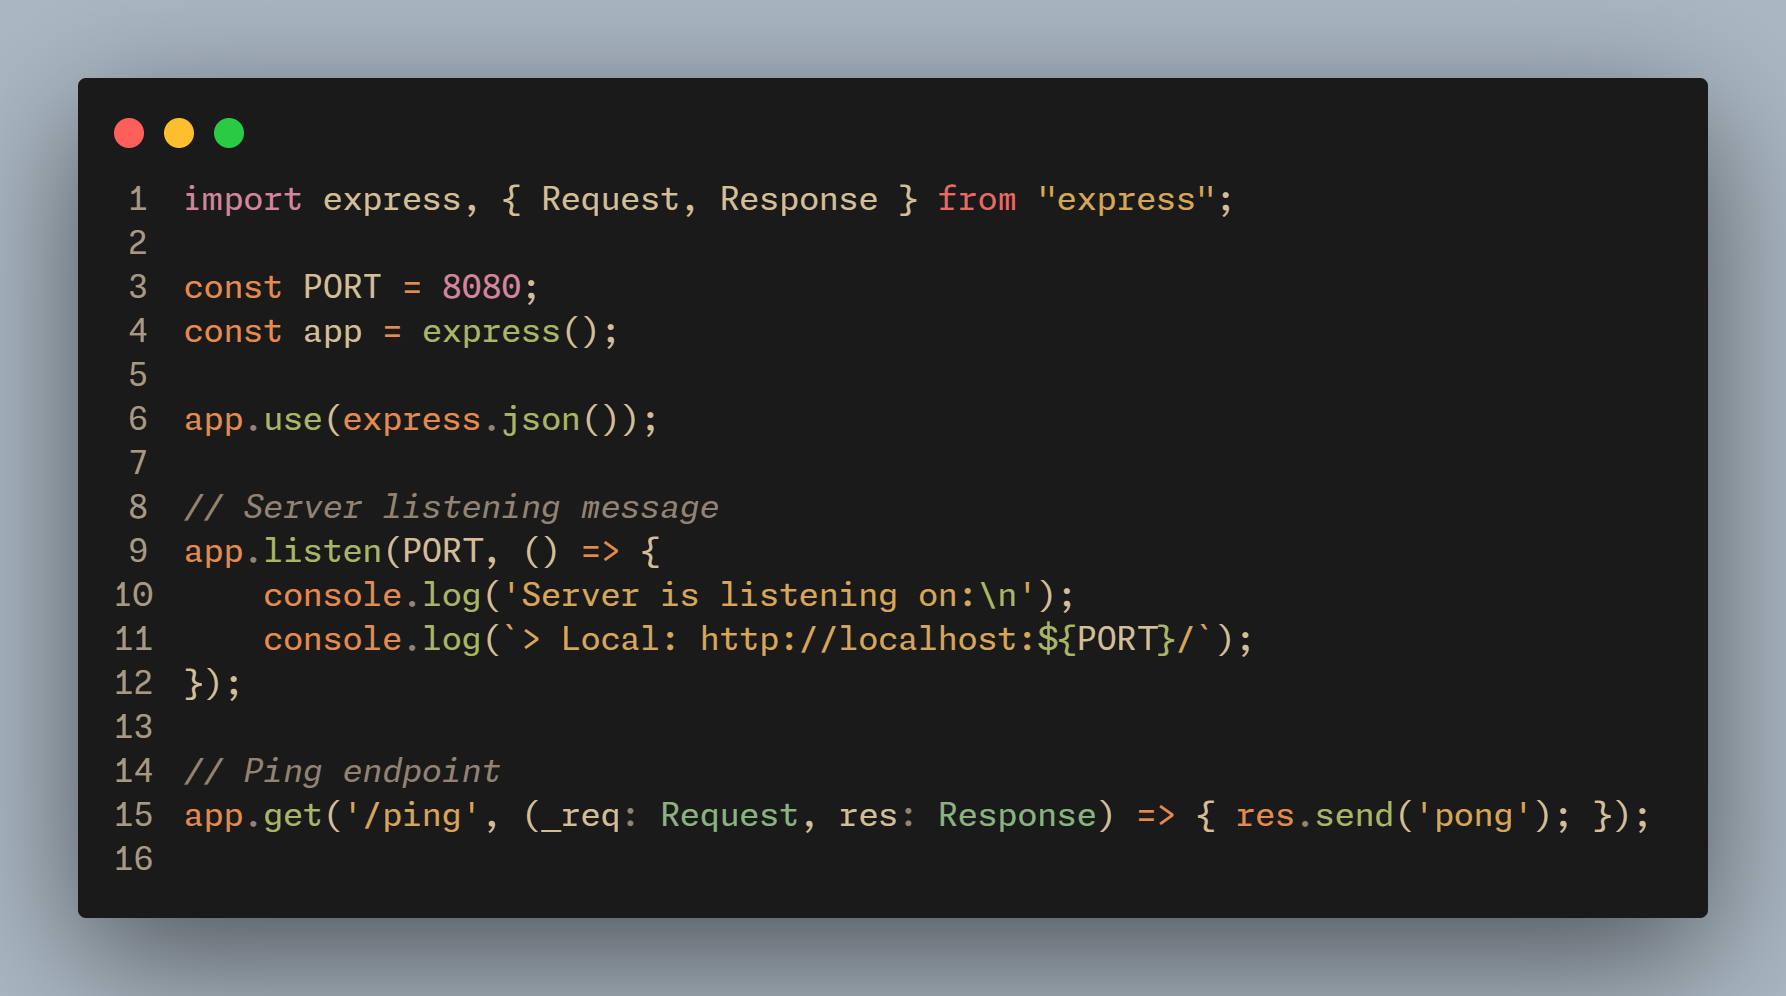 1 import express, { Request, Response } from "express";
2
3 const PORT = 8080;
4 const app = express();
5
6 app.use(express.json());
7
8 // Server listening message
9 app.listen(PORT, () => {
10     console.log('Server is listening on:\n');
11     console.log(`> Local: http://localhost:${PORT}/`);
12 });
13
14 // Ping endpoint
15 app.get('/ping', (_req: Request, res: Response) => { res.send('pong'); });
16